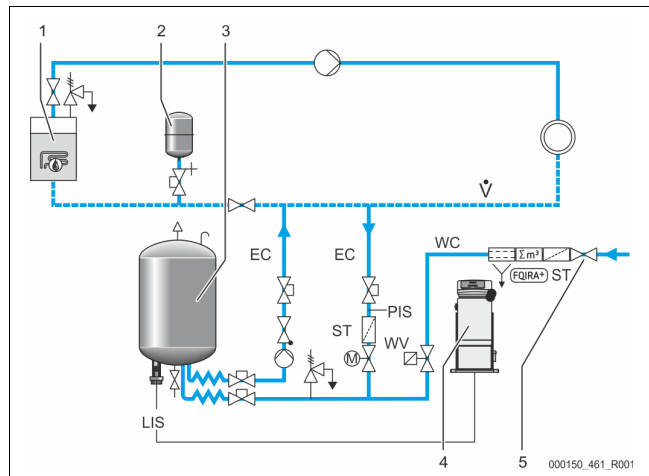 1
2
3
V̇
EC
EC
WC
Σm³
FQIRA+
ST
PIS
ST
WV
M
LIS
4
5
000150_461_R001